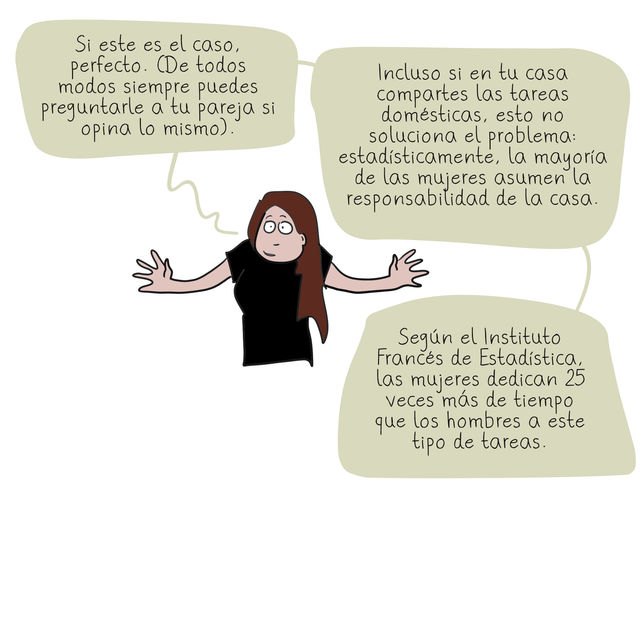 Si este es el caso,
perfecto. (De todos
modos siempre puedes
preguntarle a tu pareja si
opina lo mismo).
Incluso si en tu casa
compartes las tareas
domésticas, esto no
soluciona el problema:
estadísticamente, la mayoría
de las mujeres asumen la
responsabilidad de la casa.
Según el Instituto
Francés de Estadística,
las mujeres dedican 25
veces más de tiempo
que los hombres a este
tipo de tareas.